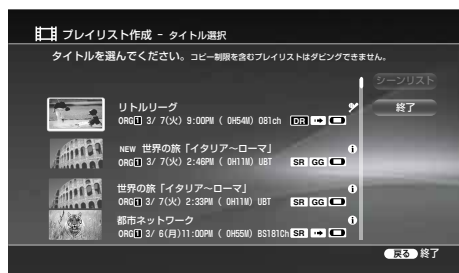 プレイリスト作成 - タイトル選択
タイトルを選んでください。コピー制限を含むプレイリストはダビングできません。
シーンリスト
終了
リトルリーグ
ORG1 3/ 7(火) 9:00PM ( 0H54M) 081ch DR
NEW 世界の旅「イタリア～ローマ」
ORG1 3/ 7(火) 2:46PM ( 0H11M) UBT SR GG
世界の旅「イタリア～ローマ」
ORG1 3/ 7(火) 2:33PM ( 0H11M) UBT SR GG
都市ネットワーク
ORG1 3/ 6(月)11:00PM ( 0H55M) BS181Ch SR
戻る 終了